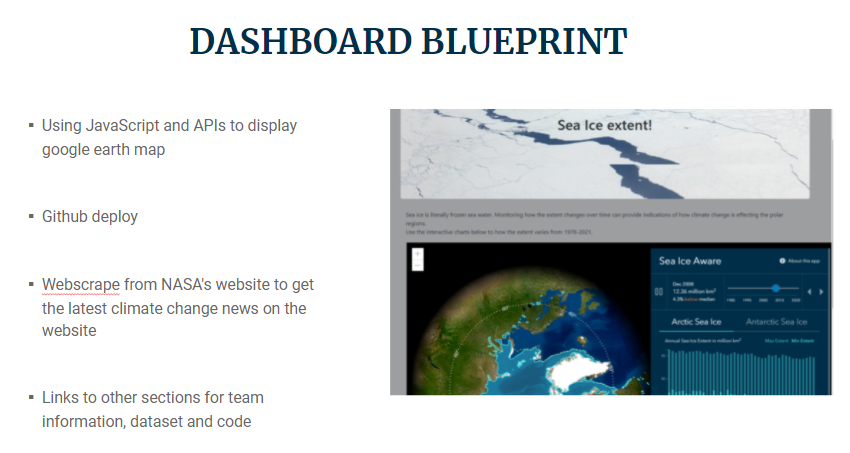 DASHBOARD BLUEPRINT
Using JavaScript and APIs to display
google earth map
Github deploy
Webscrape from NASA's website to get
the latest climate change news on the
website
Links to other sections for team
information, dataset and code
Sea Ice extent!
Sea ice is literally frozen sea water. Monitoring how the extent changes over time can provide indications of how climate change is effecting the polar
regions.
Use the interactive charts below to how the extent varies from 1978-2021.
Sea Ice Aware
About this app
Dec 2008
12.26 million km²
4.3% below median
1980 1990 2000 2010 2020
Arctic Sea Ice
Antarctic Sea Ice
Annual Sea Ice Extent in million km²
Max Extent Min Extent